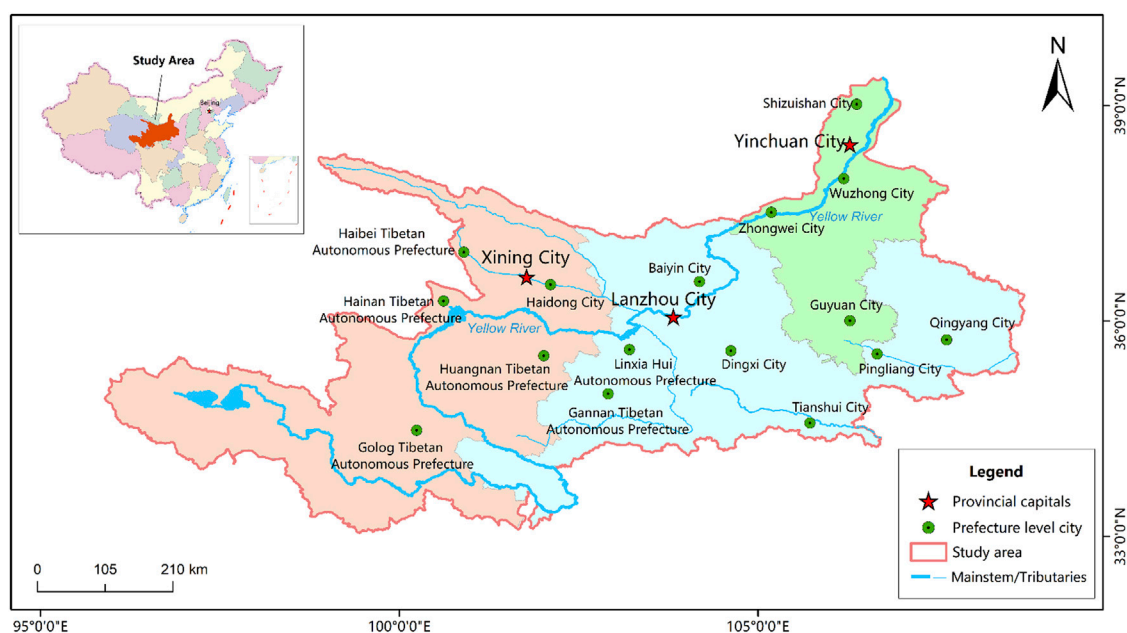 Study Area
Beijing
N
39°0'0"N
36°0'0"N
33°0'0"N
Shizuishan City
Yinchuan City
Wuzhong City
Yellow River
Zhongwei City
Haibei Tibetan
Autonomous Prefecture
Xining City
Haidong City
Baiyin City
Lanzhou City
Hainan Tibetan
Autonomous Prefecture
Yellow River
Guyuan City
Qingyang City
Huangnan Tibetan
Autonomous Prefecture
Linxia Hui
Autonomous Prefecture
Dingxi City
Pingliang City
Gannan Tibetan
Autonomous Prefecture
Tianshui City
Golog Tibetan
Autonomous Prefecture
Legend
Provincial capitals
Prefecture level city
Study area
Mainstem/Tributaries
0 105 210 km
95°0'0"E 100°0'0"E 105°0'0"E